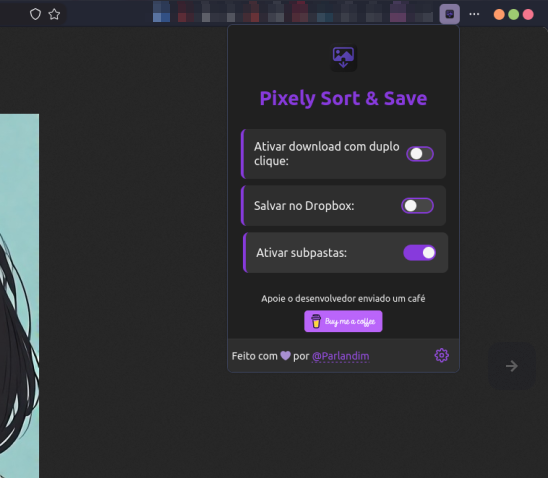 Pixely Sort & Save
Ativar download com duplo
clique:
Salvar no Dropbox:
Ativar subpastas:
Apoie o desenvolvedor enviado um café
Buy me a coffee
Feito com 💜 por @Parlandim